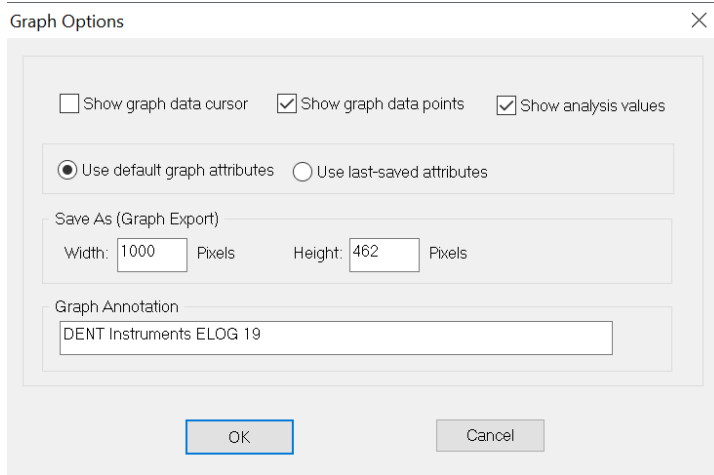 Graph Options
Show graph data cursor Show graph data points Show analysis values
Use default graph attributes Use last-saved attributes
Save As (Graph Export)
Width: 1000 Pixels Height: 462 Pixels
Graph Annotation
DENT Instruments ELOG 19
OK Cancel